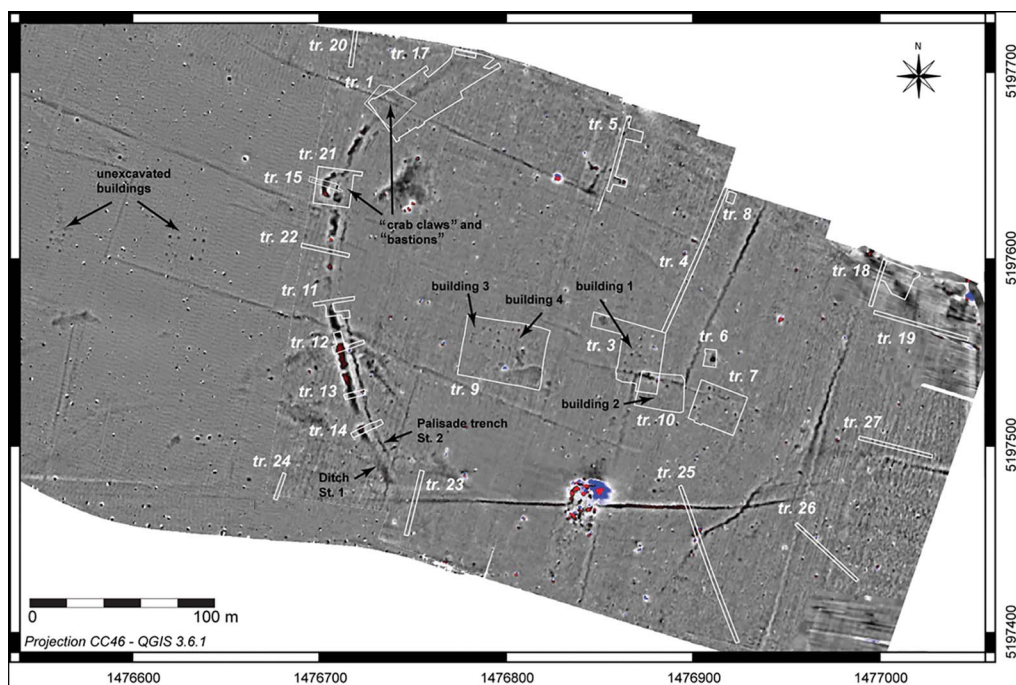 N
tr. 20
tr. 17
tr. 1
tr. 5
tr. 21
tr. 15
unexcavated
buildings
"crab claws" and
"bastions"
tr. 8
tr. 22
tr. 4
tr. 18
tr. 11
building 3
building 4
building 1
tr. 19
tr. 12
tr. 3
tr. 6
tr. 7
tr. 9
tr. 13
building 2
tr. 10
tr. 14
Palisade trench
St. 2
tr. 27
tr. 24
Ditch
St. 1
tr. 23
tr. 25
tr. 26
0
100 m
Projection CC46 - QGIS 3.6.1
1476600
1476700
1476800
1476900
1477000
5197700
5197600
5197500
5197400